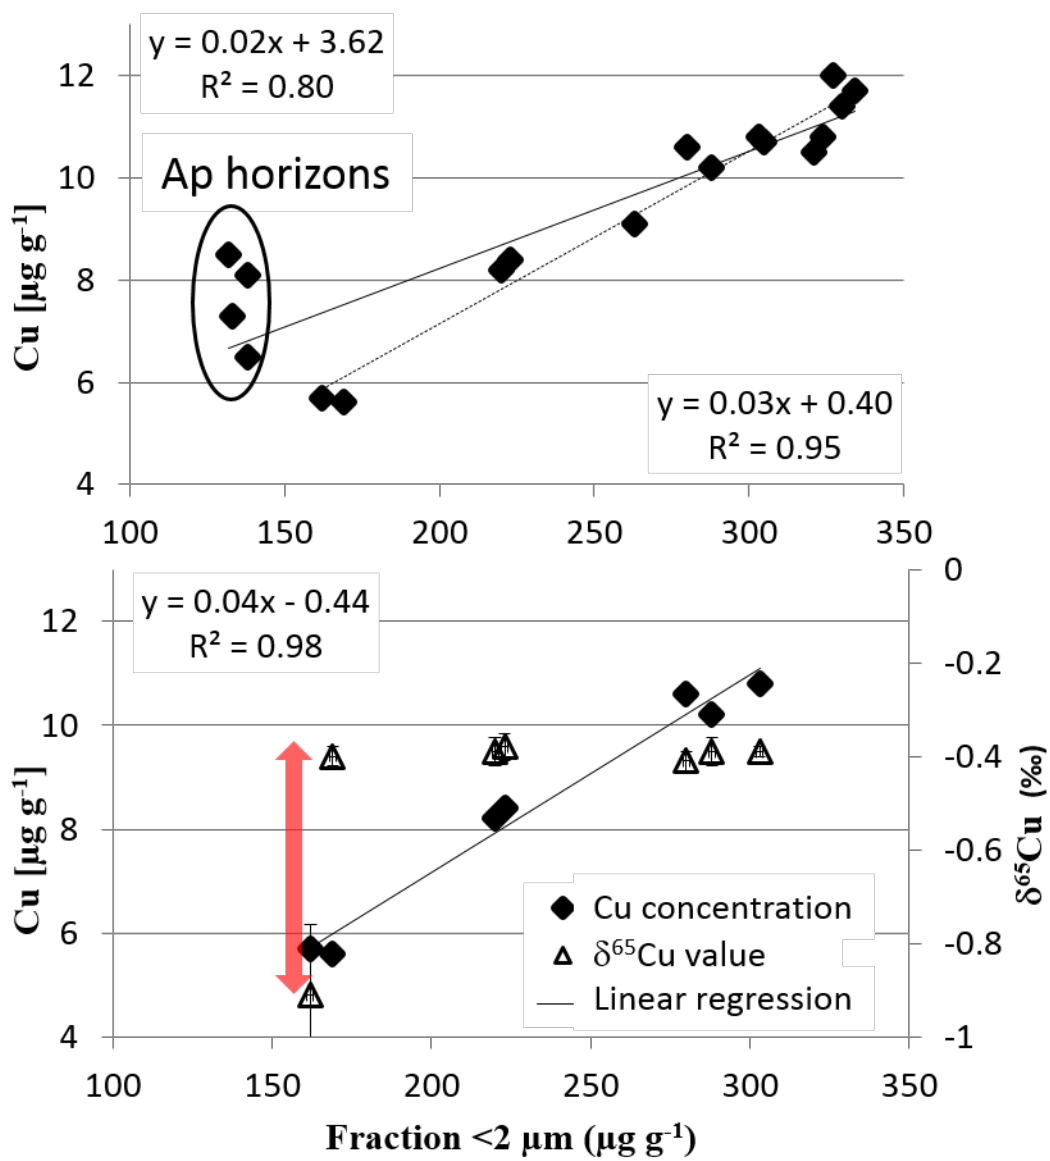 y = 0.02x + 3.62
R² = 0.80
Ap horizons
Cu [µg g⁻¹]
12
10
8
6
4
y = 0.03x + 0.40
R² = 0.95
100 150 200 250 300 350
y = 0.04x - 0.44
R² = 0.98
Cu [µg g⁻¹]
12
10
8
6
4
0
-0.2
-0.4
-0.6
-0.8
-1
δ⁶⁵Cu (‰)
Cu concentration
δ⁶⁵Cu value
Linear regression
100 150 200 250 300 350
Fraction <2 µm (µg g⁻¹)